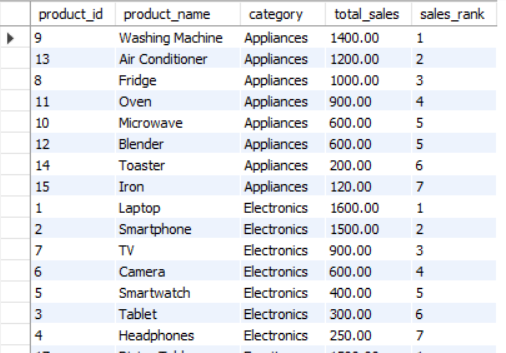 product_id product_name category total_sales sales_rank
9 Washing Machine Appliances 1400.00 1
13 Air Conditioner Appliances 1200.00 2
8 Fridge Appliances 1000.00 3
11 Oven Appliances 900.00 4
10 Microwave Appliances 600.00 5
12 Blender Appliances 600.00 5
14 Toaster Appliances 200.00 6
15 Iron Appliances 120.00 7
1 Laptop Electronics 1600.00 1
2 Smartphone Electronics 1500.00 2
7 TV Electronics 900.00 3
6 Camera Electronics 600.00 4
5 Smartwatch Electronics 400.00 5
3 Tablet Electronics 300.00 6
4 Headphones Electronics 250.00 7